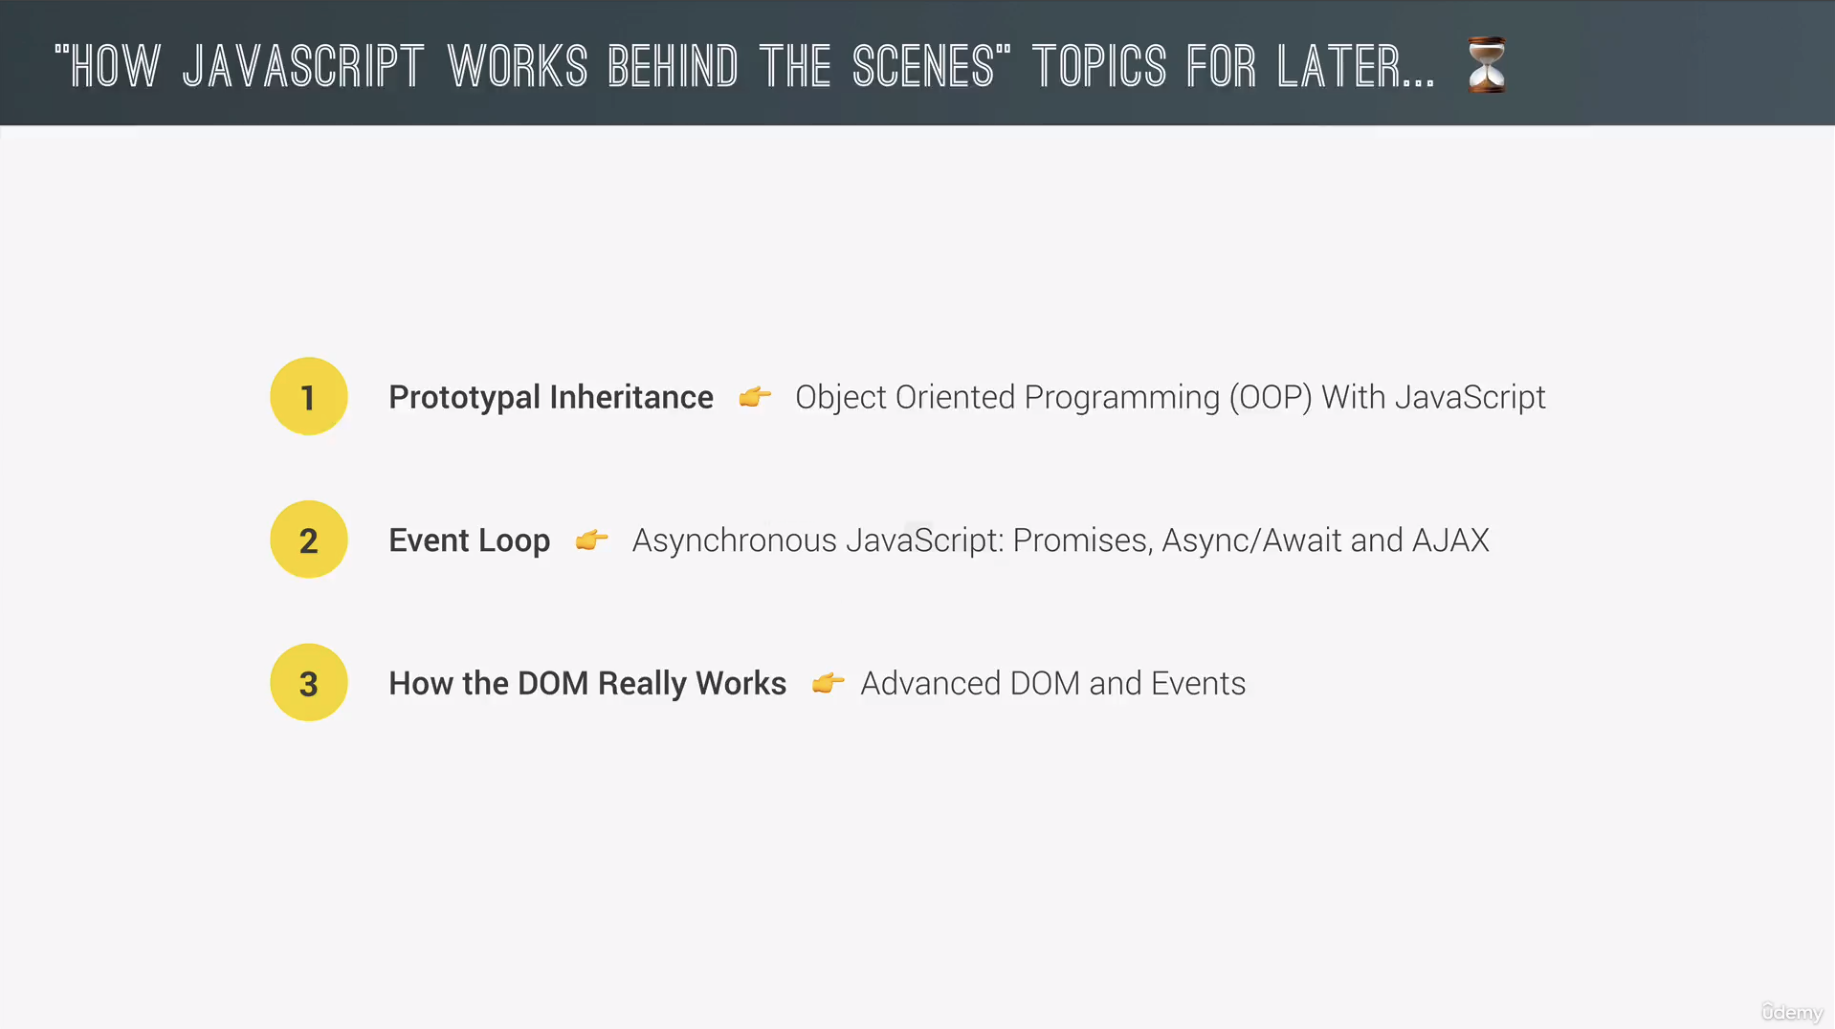 "HOW JAVASCRIPT WORKS BEHIND THE SCENES" TOPICS FOR LATER... ⏳
1 Prototypal Inheritance 👉 Object Oriented Programming (OOP) With JavaScript
2 Event Loop 👉 Asynchronous JavaScript: Promises, Async/Await and AJAX
3 How the DOM Really Works 👉 Advanced DOM and Events
ûdemy